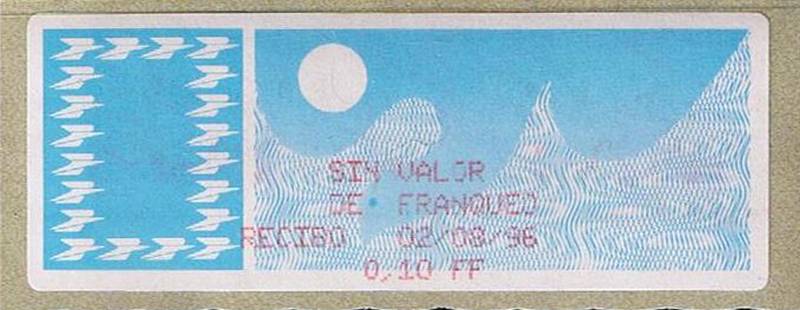 SIN VALOR
DE FRANQUEO
RECIBO 02/08/96
0,10 FF